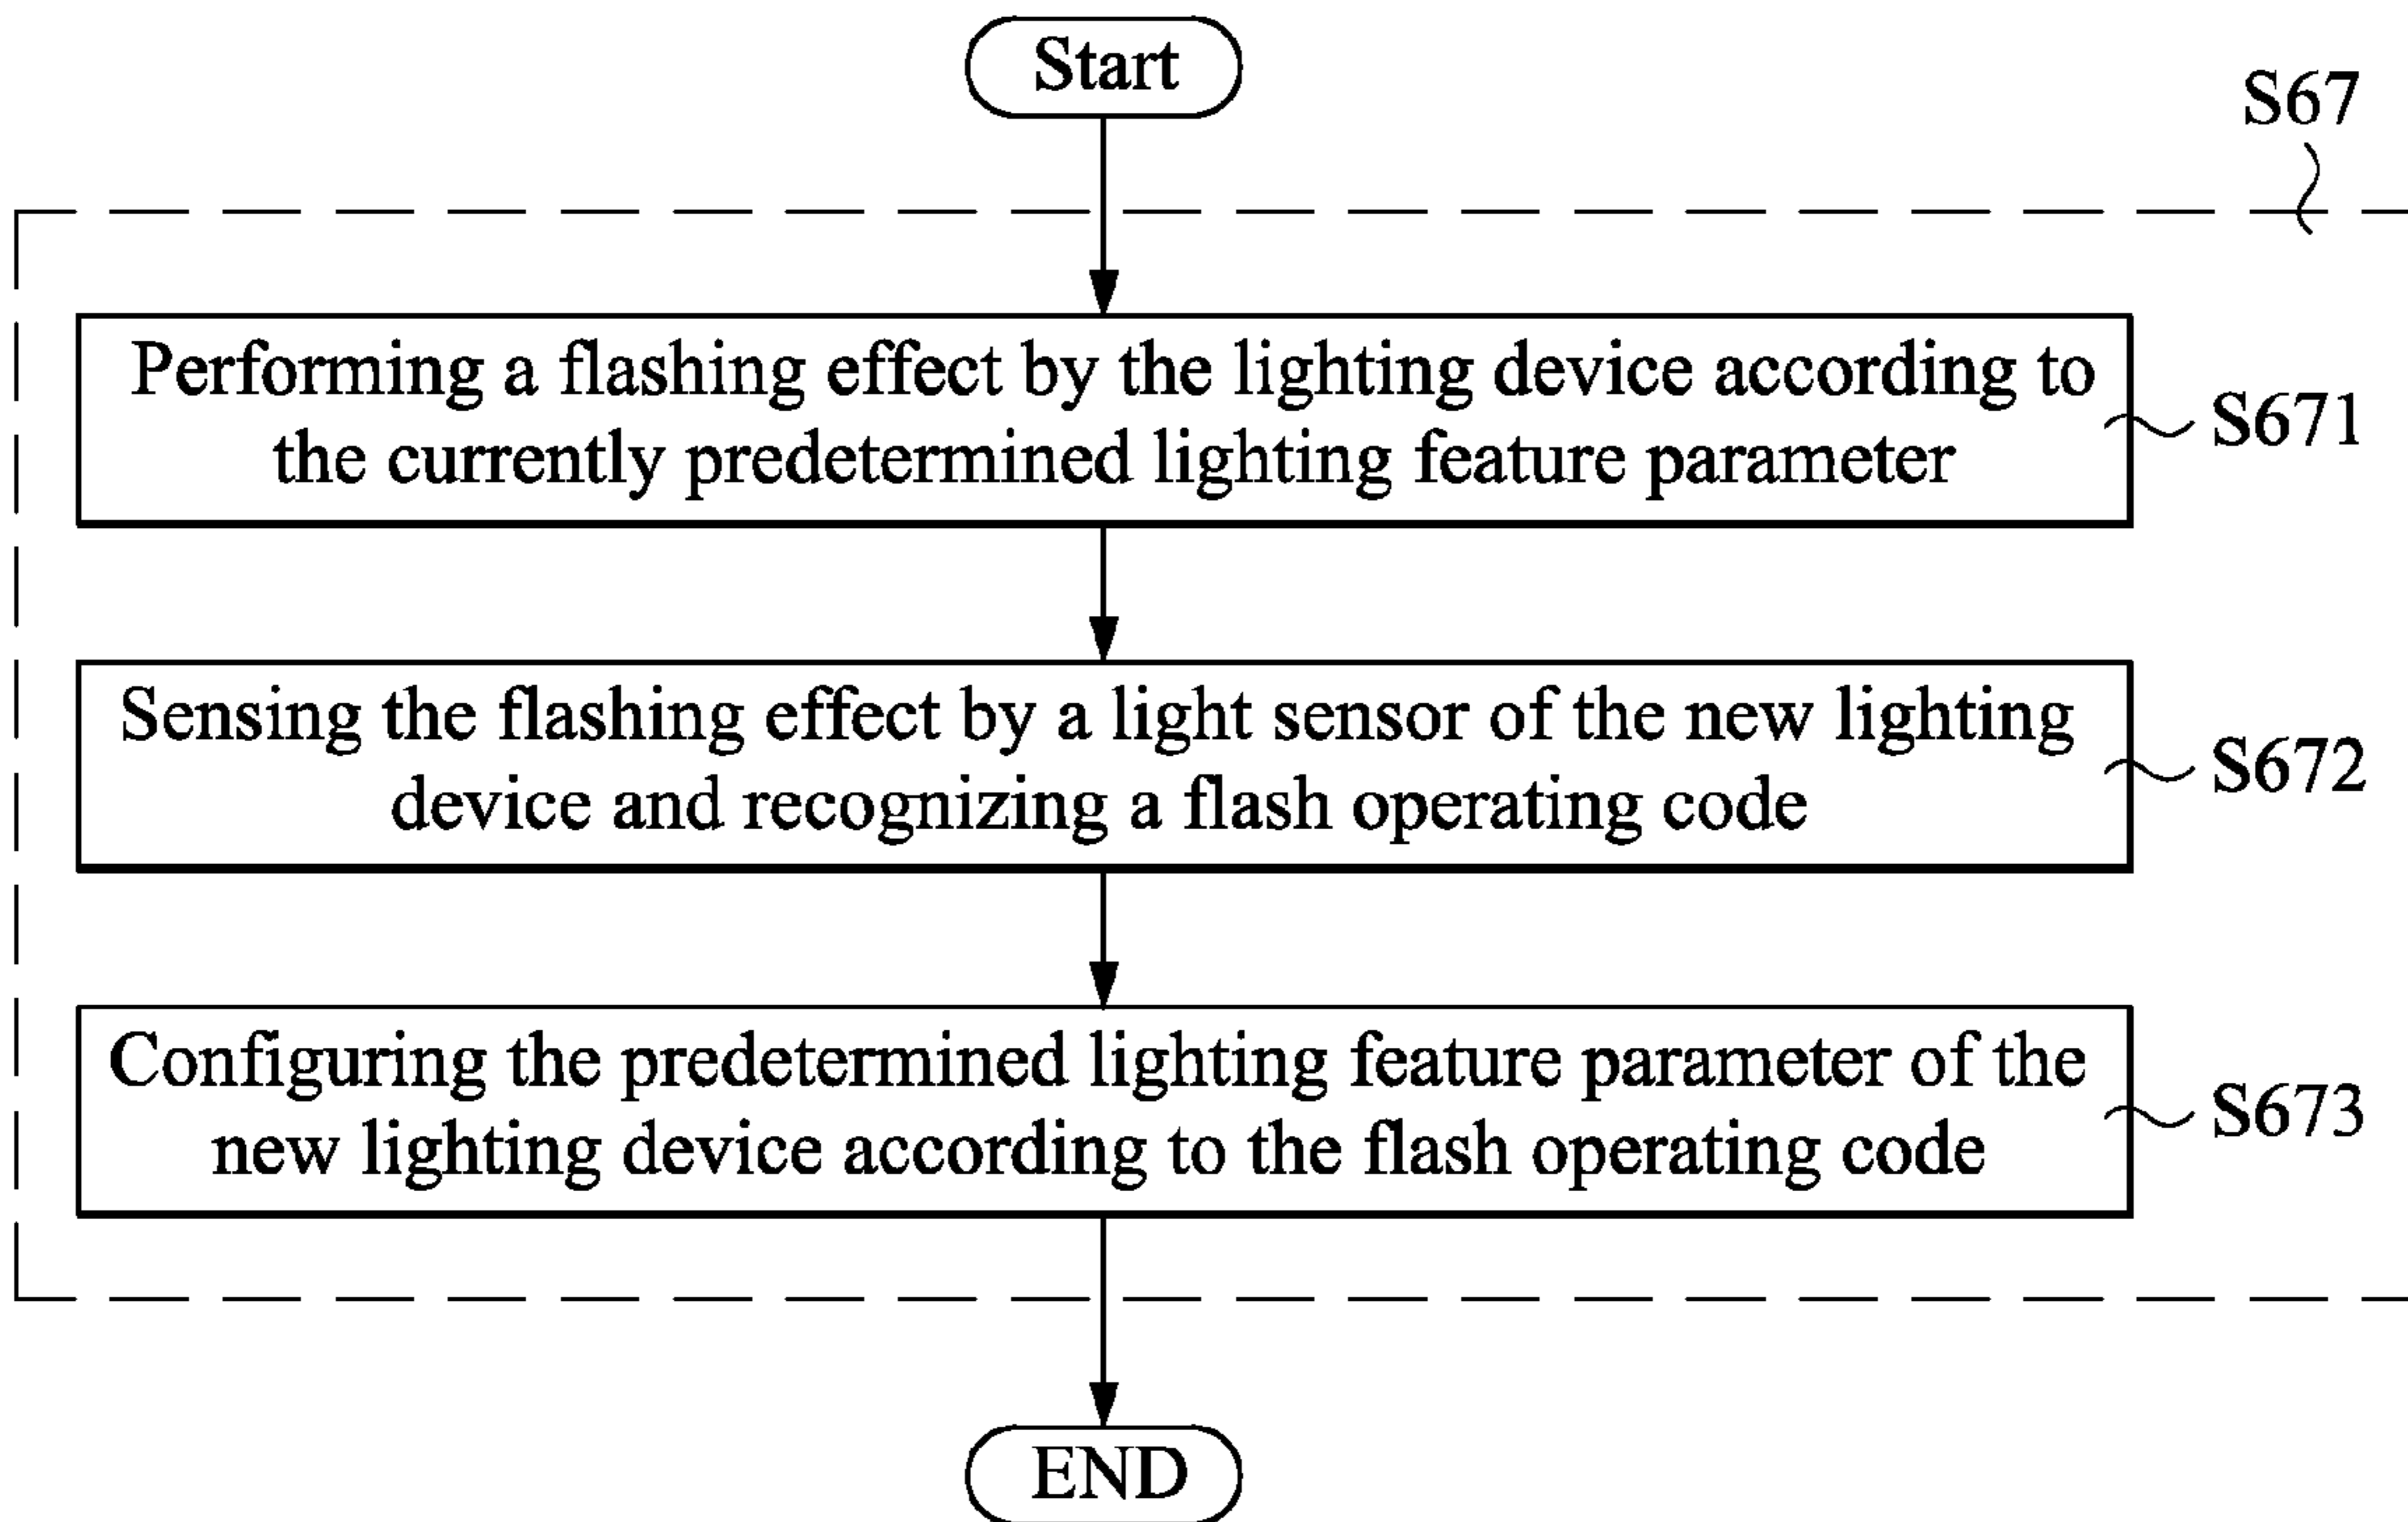 Start
S67
Performing a flashing effect by the lighting device according to
the currently predetermined lighting feature parameter
S671
Sensing the flashing effect by a light sensor of the new lighting
device and recognizing a flash operating code
S672
Configuring the predetermined lighting feature parameter of the
new lighting device according to the flash operating code
S673
END